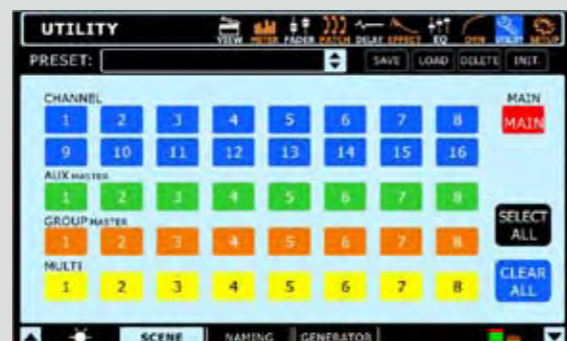 UTILITY VIEW METER FADER PATCH DELAY EFFECT EQ DYN UTILITY SETUP
PRESET: SAVE LOAD DELETE INIT.
CHANNEL MAIN
1 2 3 4 5 6 7 8 MAIN
9 10 11 12 13 14 15 16
AUX MASTER
1 2 3 4 5 6 7 8
GROUP MASTER
1 2 3 4 5 6 7 8
SELECT
ALL
MULTI
1 2 3 4 5 6 7 8
CLEAR
ALL
SCENE NAMING GENERATOR